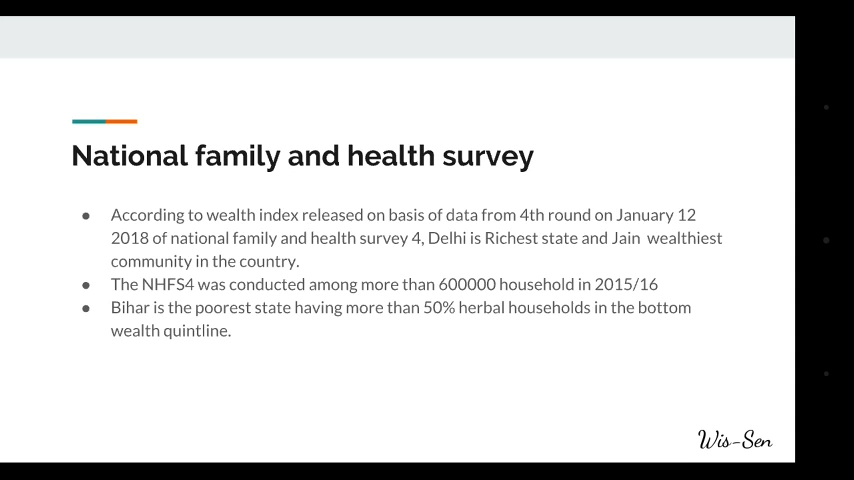 National family and health survey
● According to wealth index released on basis of data from 4th round on January 12
2018 of national family and health survey 4, Delhi is Richest state and Jain wealthiest
community in the country.
● The NHFS4 was conducted among more than 600000 household in 2015/16
● Bihar is the poorest state having more than 50% herbal households in the bottom
wealth quintline.
Wis-Sen